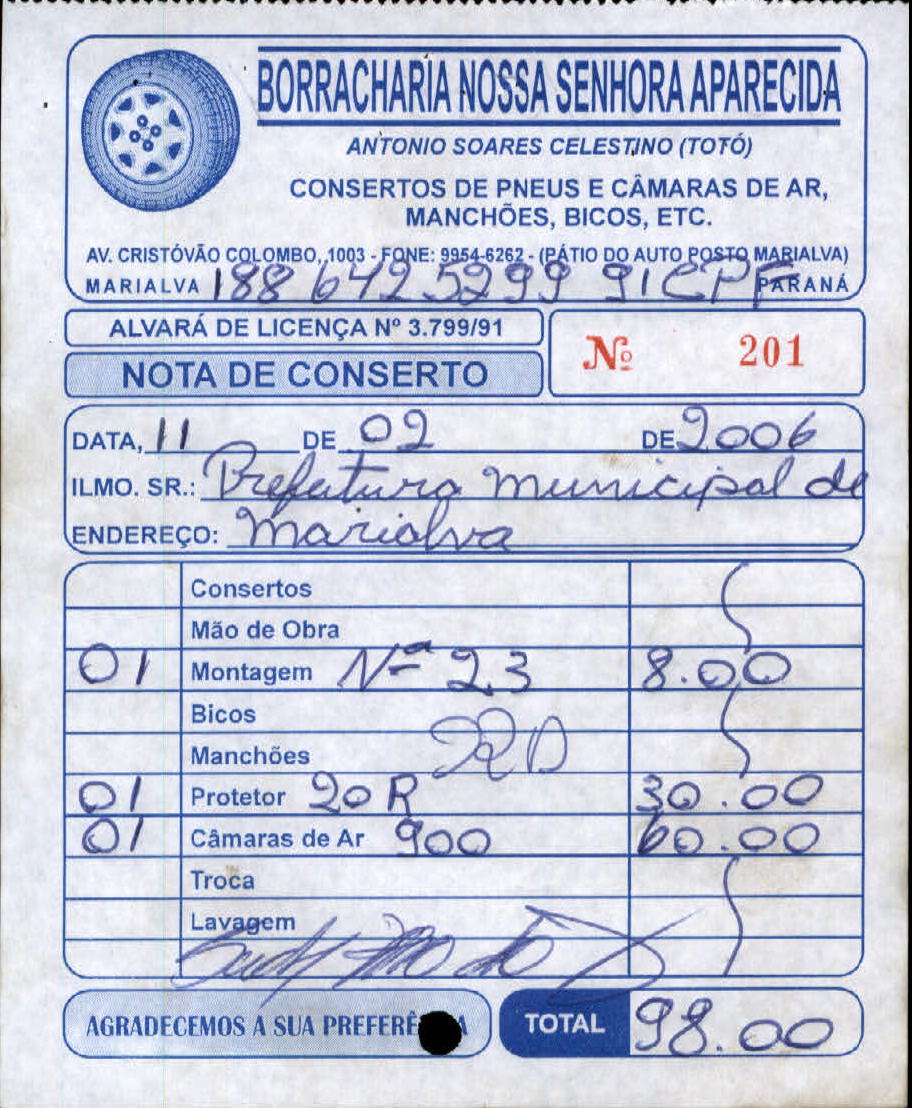 BORRACHARIA NOSSA SENHORA APARECIDA
ANTONIO SOARES CELESTINO (TOTÓ)
CONSERTOS DE PNEUS E CÂMARAS DE AR,
MANCHÕES, BICOS, ETC.
AV. CRISTÓVÃO COLOMBO, 1003 - FONE: 9954-6262 - (PÁTIO DO AUTO POSTO MARIALVA)
MARIALVA 188 642 5299 91 CPF PARANÁ
ALVARÁ DE LICENÇA Nº 3.799/91
NOTA DE CONSERTO
Nº 201
DATA, 11 DE 02 DE 2006
ILMO. SR.: Prefeitura Municipal de
ENDEREÇO: Marialva
Consertos
Mão de Obra
01 Montagem Nª 23 8.00
Bicos
Manchões
01 Protetor 20 R 30.00
01 Câmaras de Ar 900 60.00
Troca
Lavagem
AGRADECEMOS A SUA
TOTAL 98.00